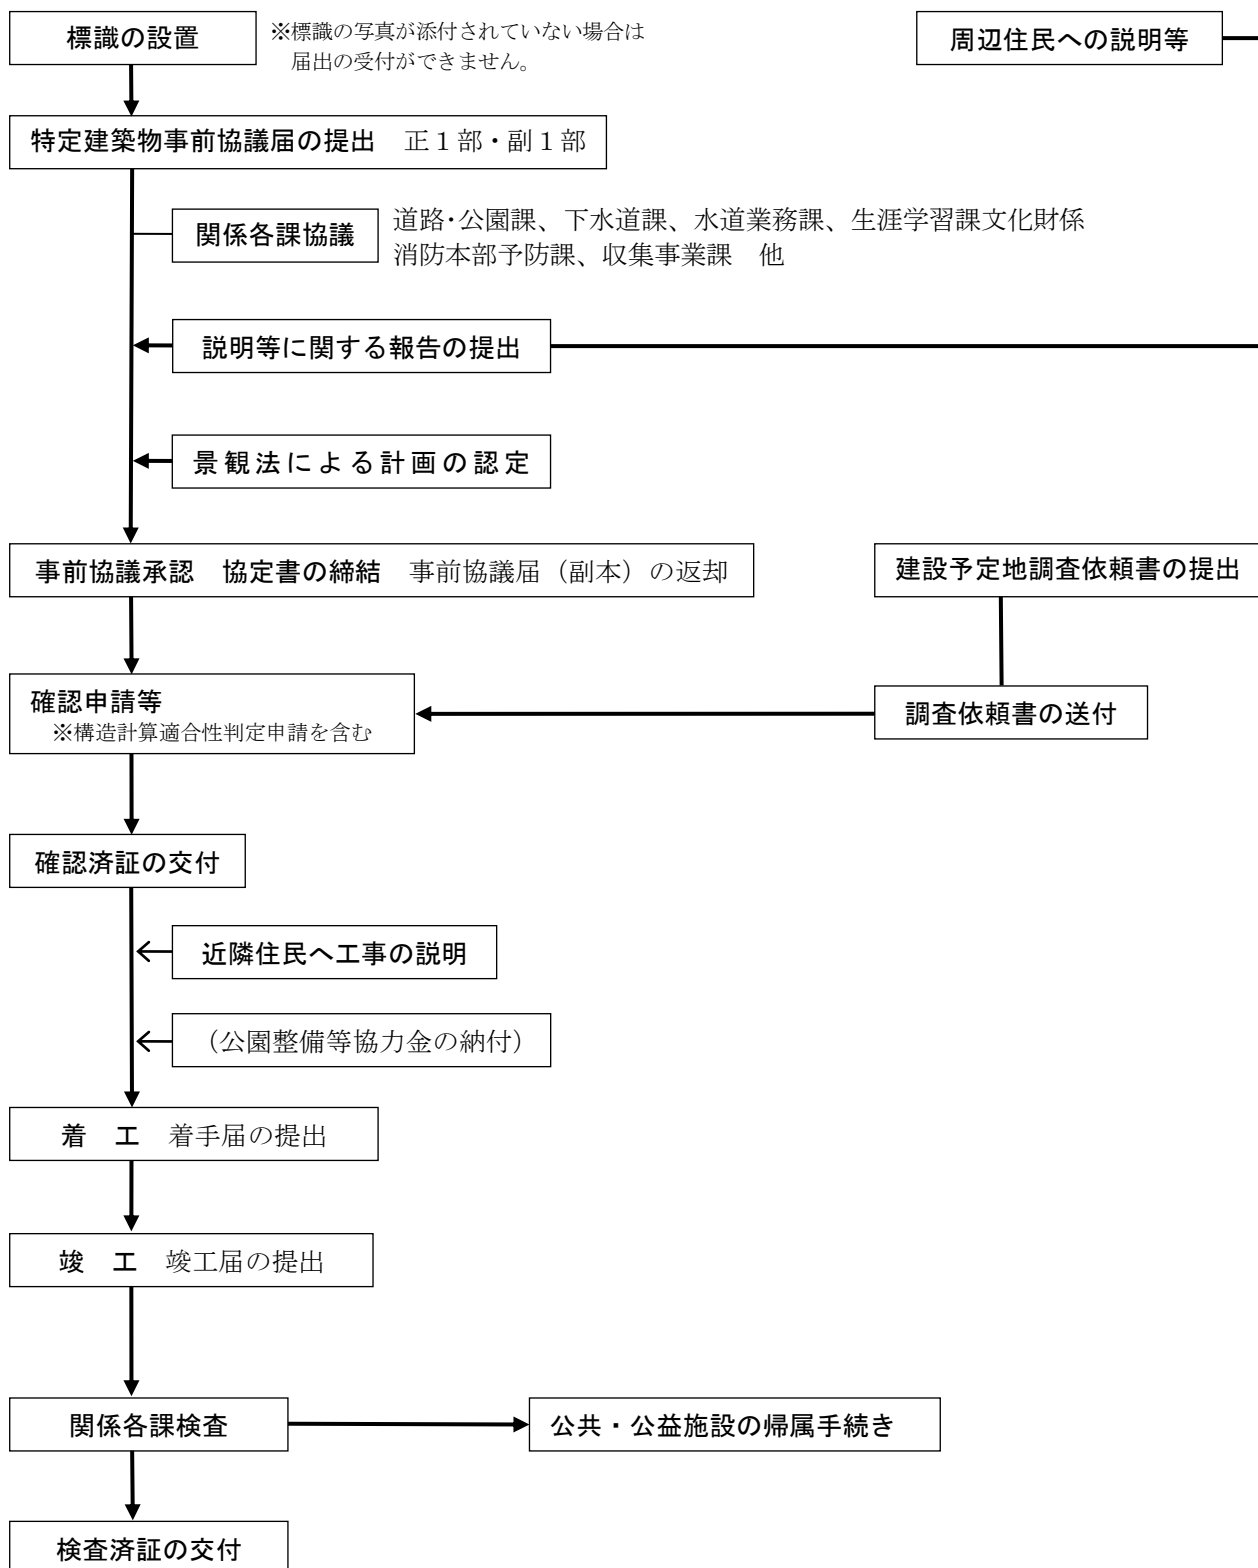 標識の設置
※標識の写真が添付されていない場合は
届出の受付ができません。
周辺住民への説明等
特定建築物事前協議届の提出　正１部・副１部
関係各課協議
道路・公園課、下水道課、水道業務課、生涯学習課文化財係
消防本部予防課、収集事業課　他
説明等に関する報告の提出
景観法による計画の認定
事前協議承認　協定書の締結　事前協議届（副本）の返却
建設予定地調査依頼書の提出
確認申請等
※構造計算適合性判定申請を含む
調査依頼書の送付
確認済証の交付
近隣住民へ工事の説明
（公園整備等協力金の納付）
着　工　着手届の提出
竣　工　竣工届の提出
関係各課検査
公共・公益施設の帰属手続き
検査済証の交付